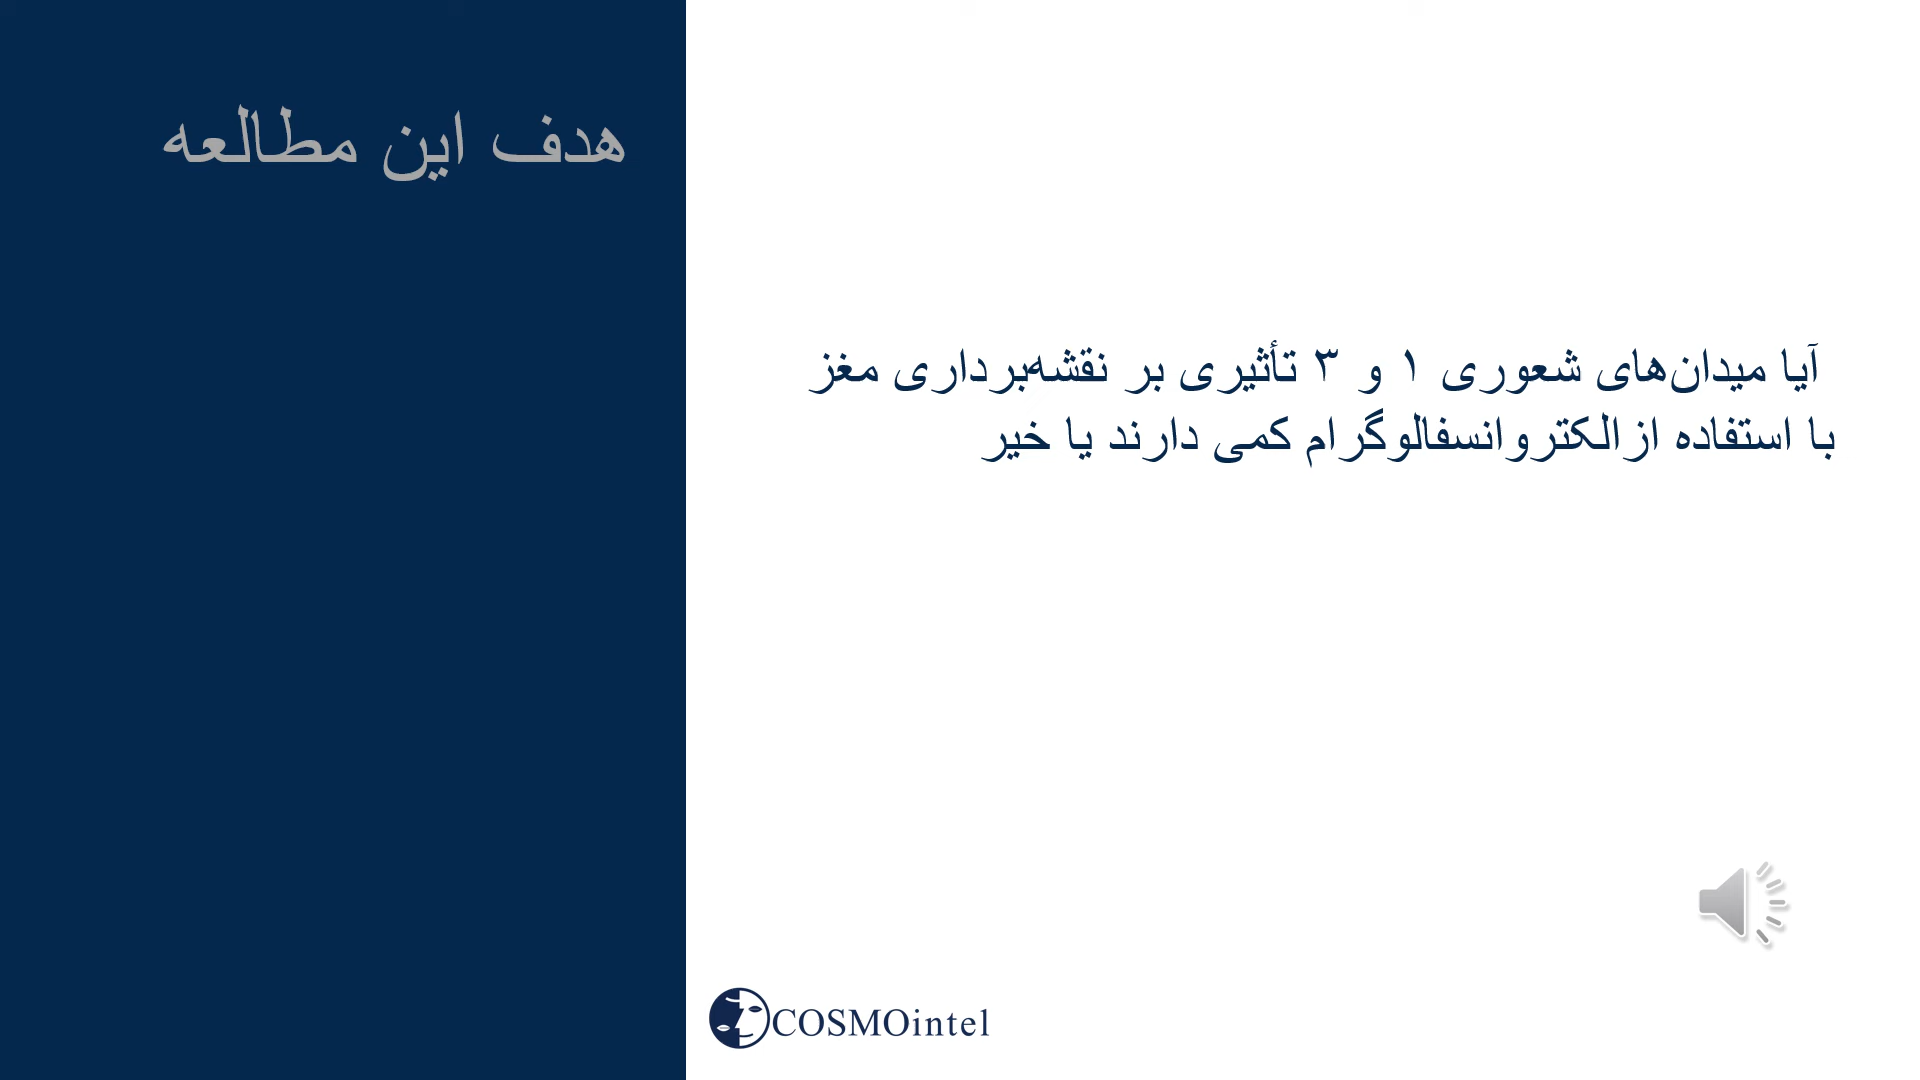 هدف این مطالعه
آیا میدان‌های شعوری ۱ و ۳ تأثیری بر نقشه‌برداری مغز
با استفاده ازالکتروانسفالوگرام کمی دارند یا خیر
COSMOintel